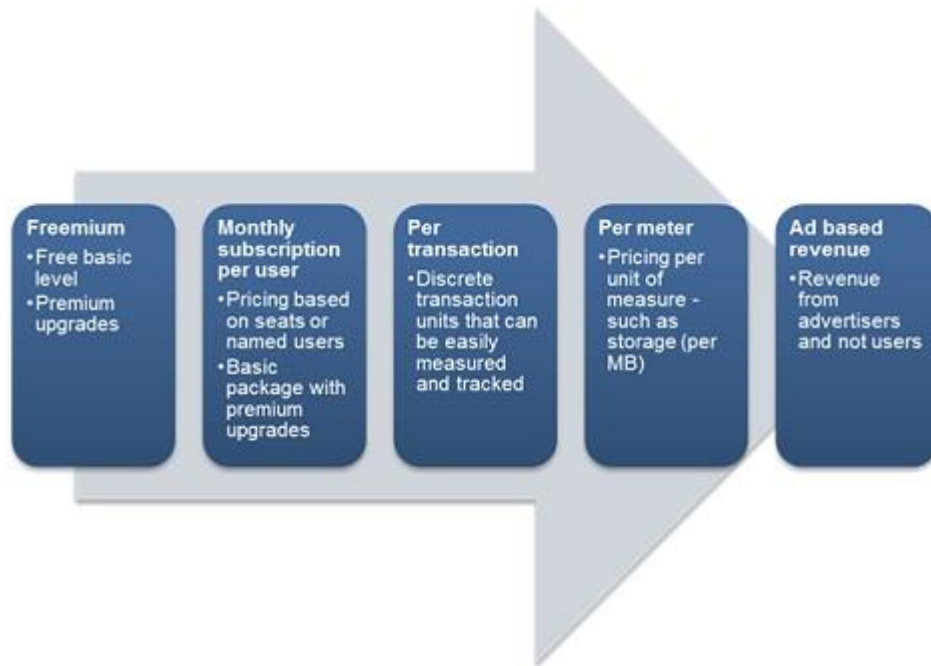 Freemium
•Free basic
level
•Premium
upgrades
Monthly
subscription
per user
•Pricing based
on seats or
named users
•Basic
package with
premium
upgrades
Per
transaction
•Discrete
transaction
units that can
be easily
measured
and tracked
Per meter
•Pricing per
unit of
measure -
such as
storage (per
MB)
Ad based
revenue
•Revenue
from
advertisers
and not users